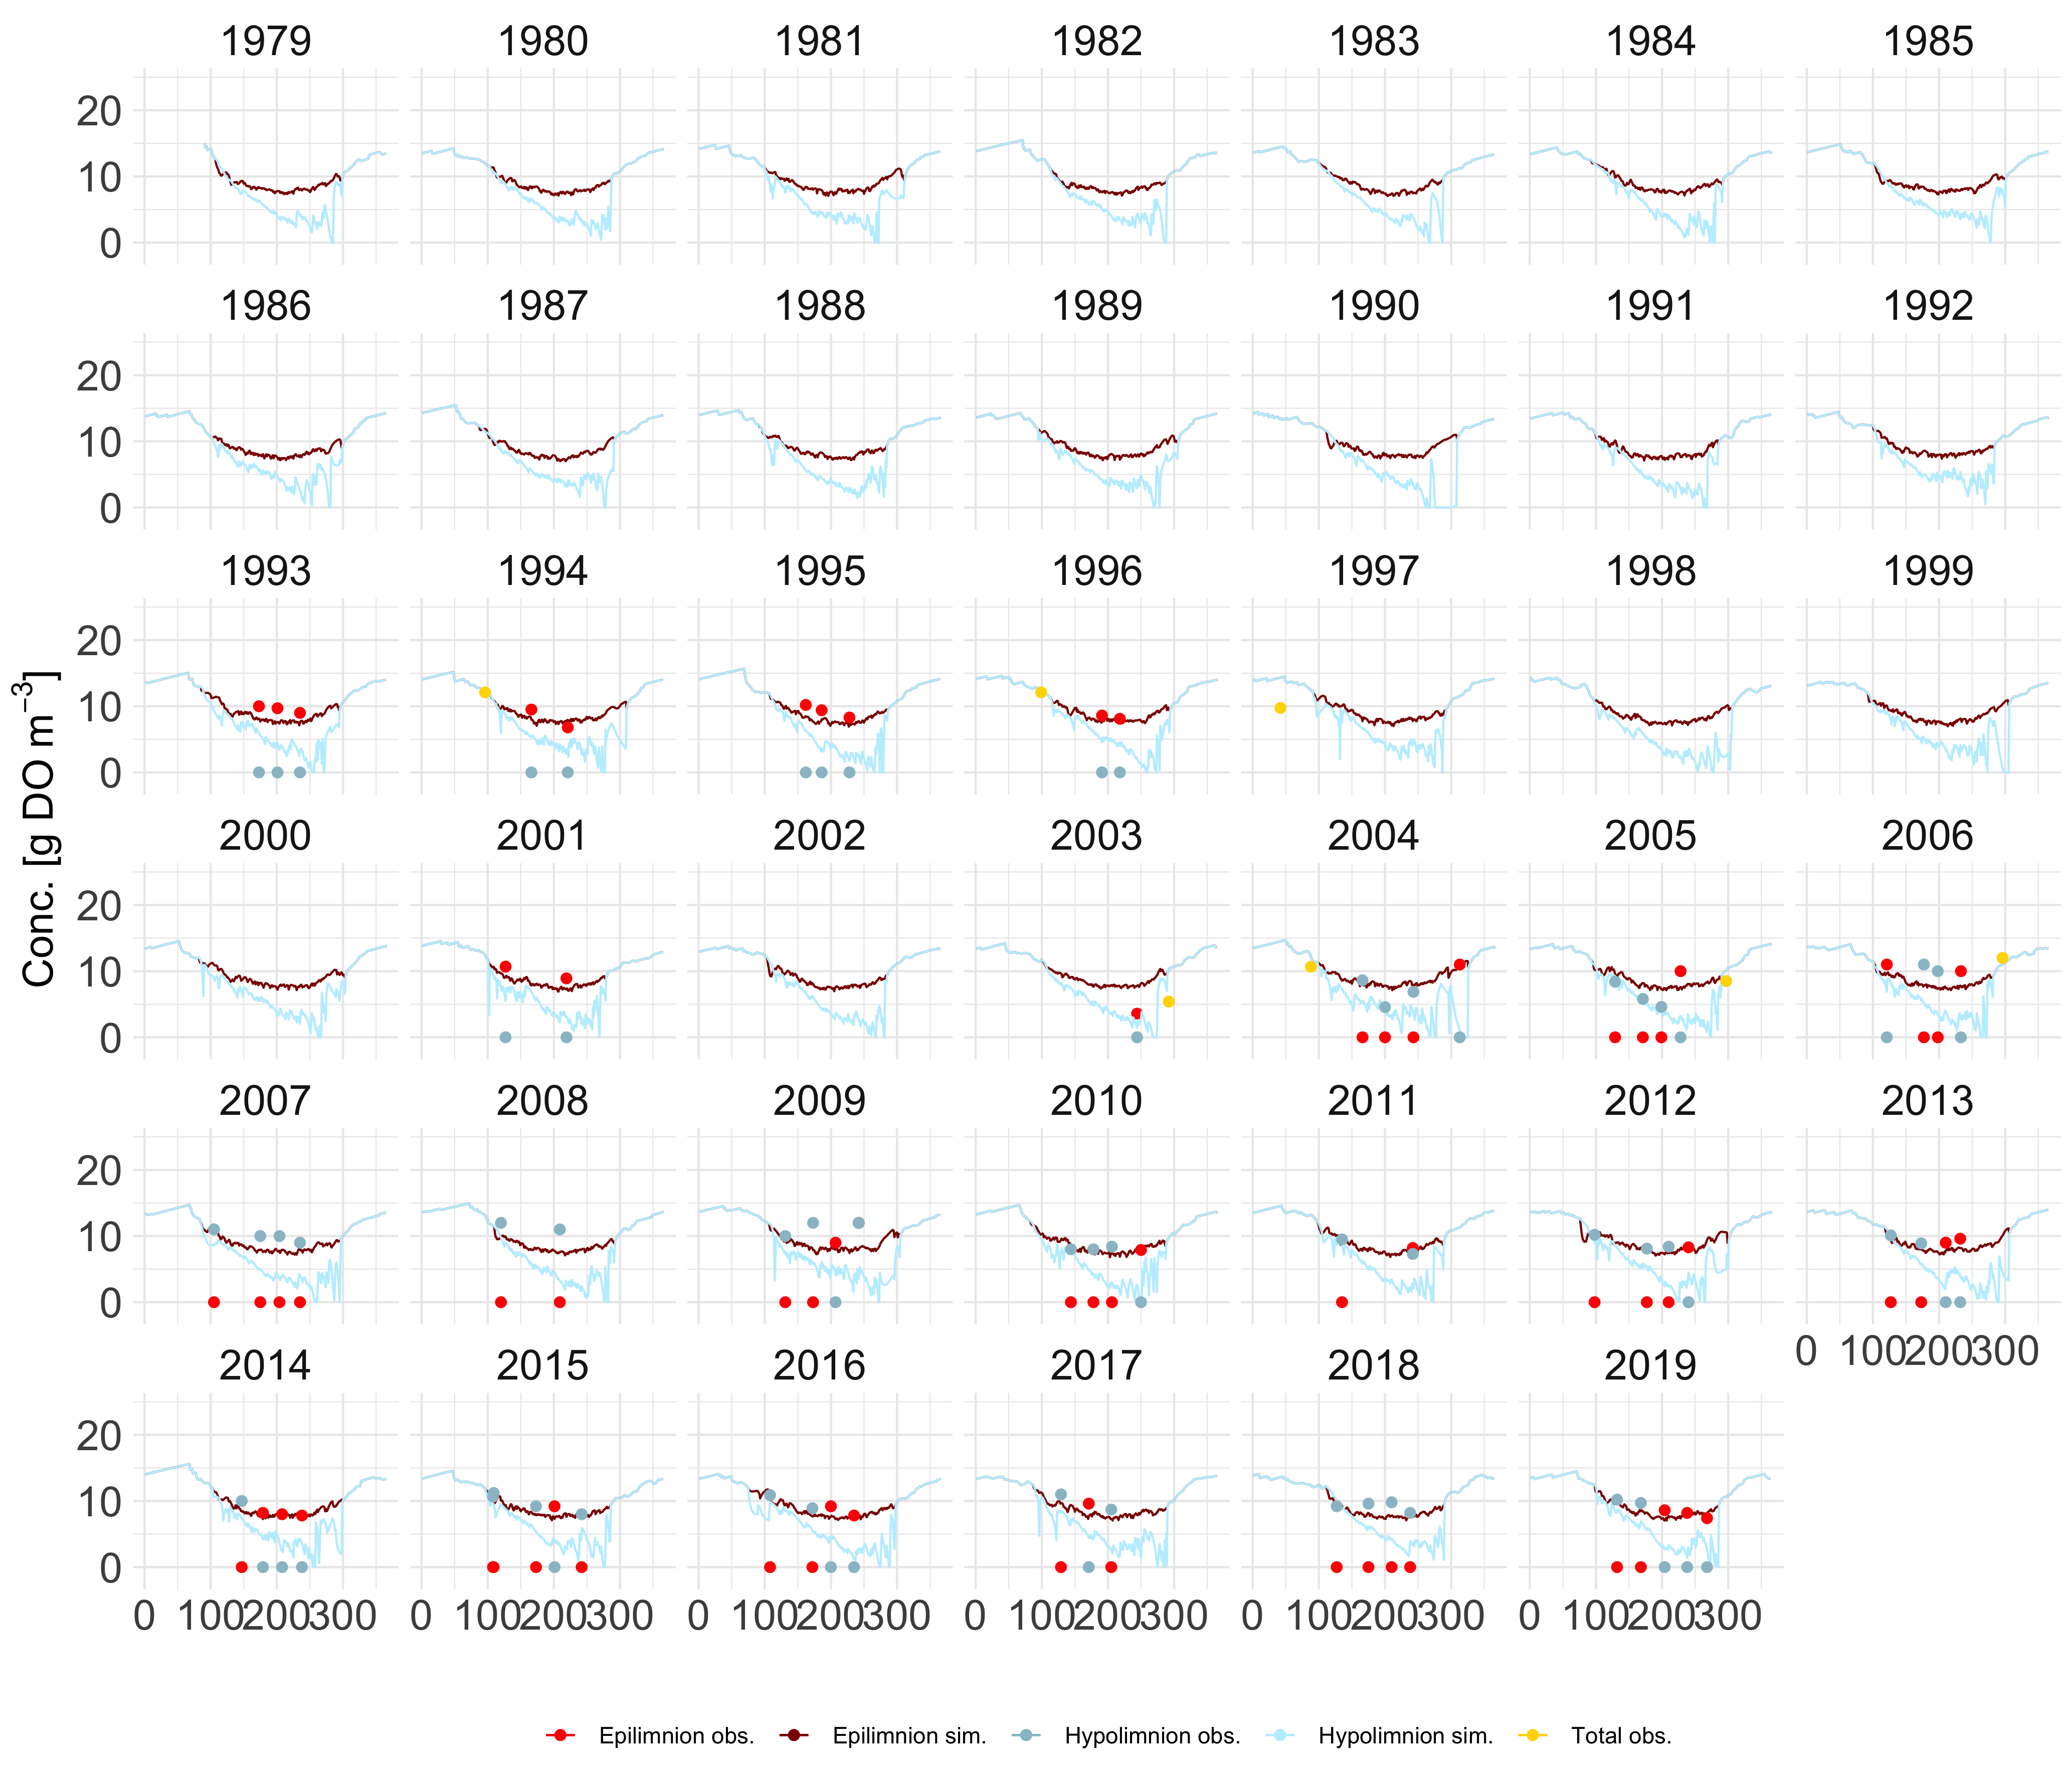 1979 1980 1981 1982 1983 1984 1985
20
10
0
1986 1987 1988 1989 1990 1991 1992
20
10
0
1993 1994 1995 1996 1997 1998 1999
20
10
0
Conc. [g DO m⁻³]
2000 2001 2002 2003 2004 2005 2006
20
10
0
2007 2008 2009 2010 2011 2012 2013
20
10
0
0 100 200 300
2014 2015 2016 2017 2018 2019
20
10
0
0 100 200 300 0 100 200 300 0 100 200 300 0 100 200 300 0 100 200 300 0 100 200 300
Epilimnion obs. Epilimnion sim. Hypolimnion obs. Hypolimnion sim. Total obs.